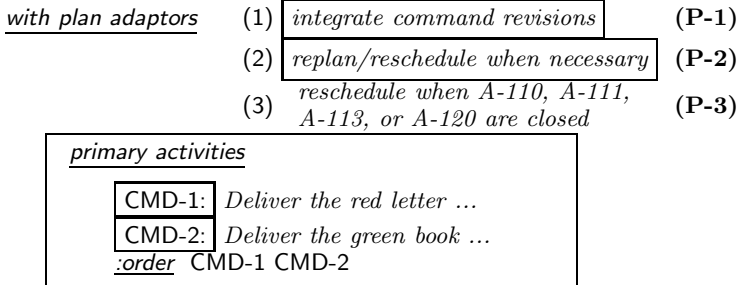 with plan adaptors (1) integrate command revisions (P-1)
(2) replan/reschedule when necessary (P-2)
(3) reschedule when A-110, A-111, A-113, or A-120 are closed (P-3)
primary activities
CMD-1: Deliver the red letter ...
CMD-2: Deliver the green book ...
:order CMD-1 CMD-2